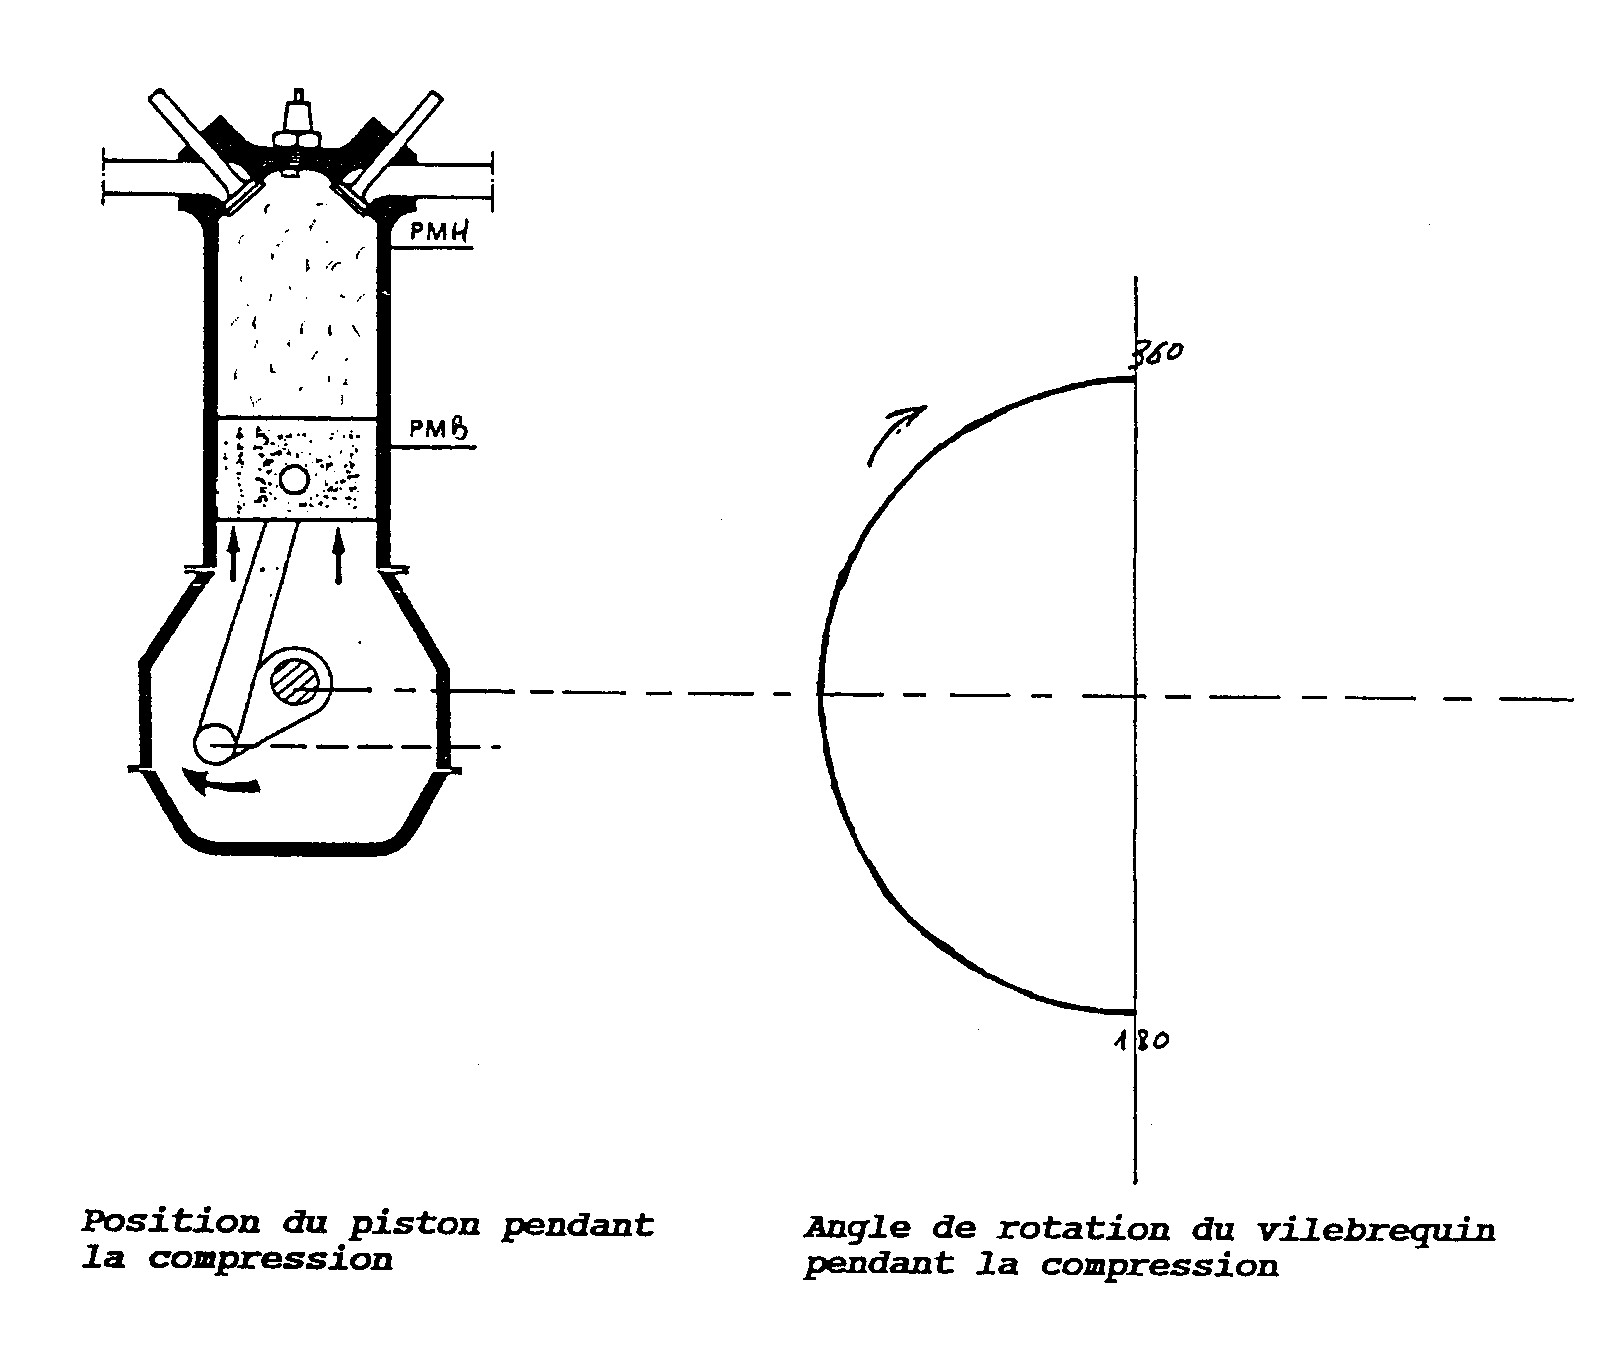 PMH
PMB
360
180
Position du piston pendant
la compression
Angle de rotation du vilebrequin
pendant la compression